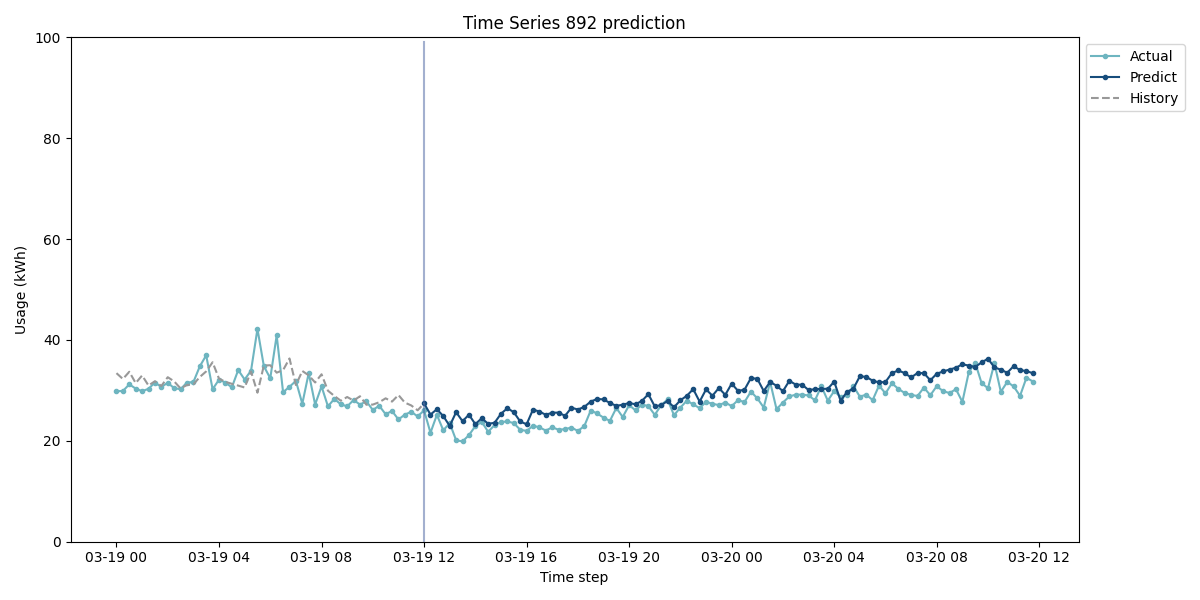 Time Series 892 prediction
100
80
60
40
20
0
Usage (kWh)
03-19 00
03-19 04
03-19 08
03-19 12
03-19 16
03-19 20
03-20 00
03-20 04
03-20 08
03-20 12
Time step
Actual
Predict
History